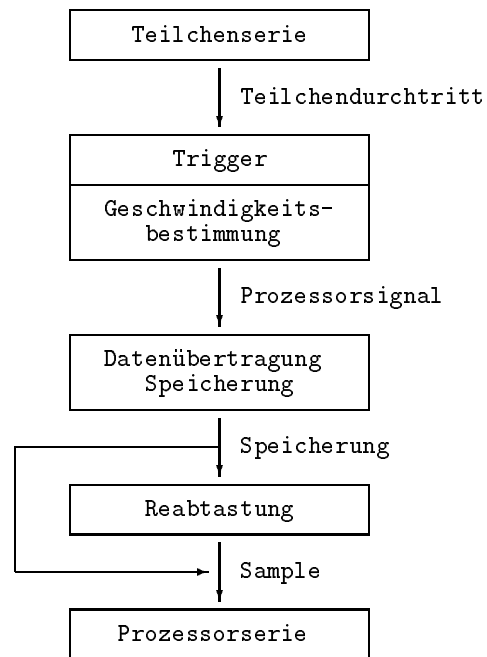 Teilchenserie
Teilchendurchtritt
Trigger
Geschwindigkeits-
bestimmung
Prozessorsignal
Datenübertragung
Speicherung
Speicherung
Reabtastung
Sample
Prozessorserie